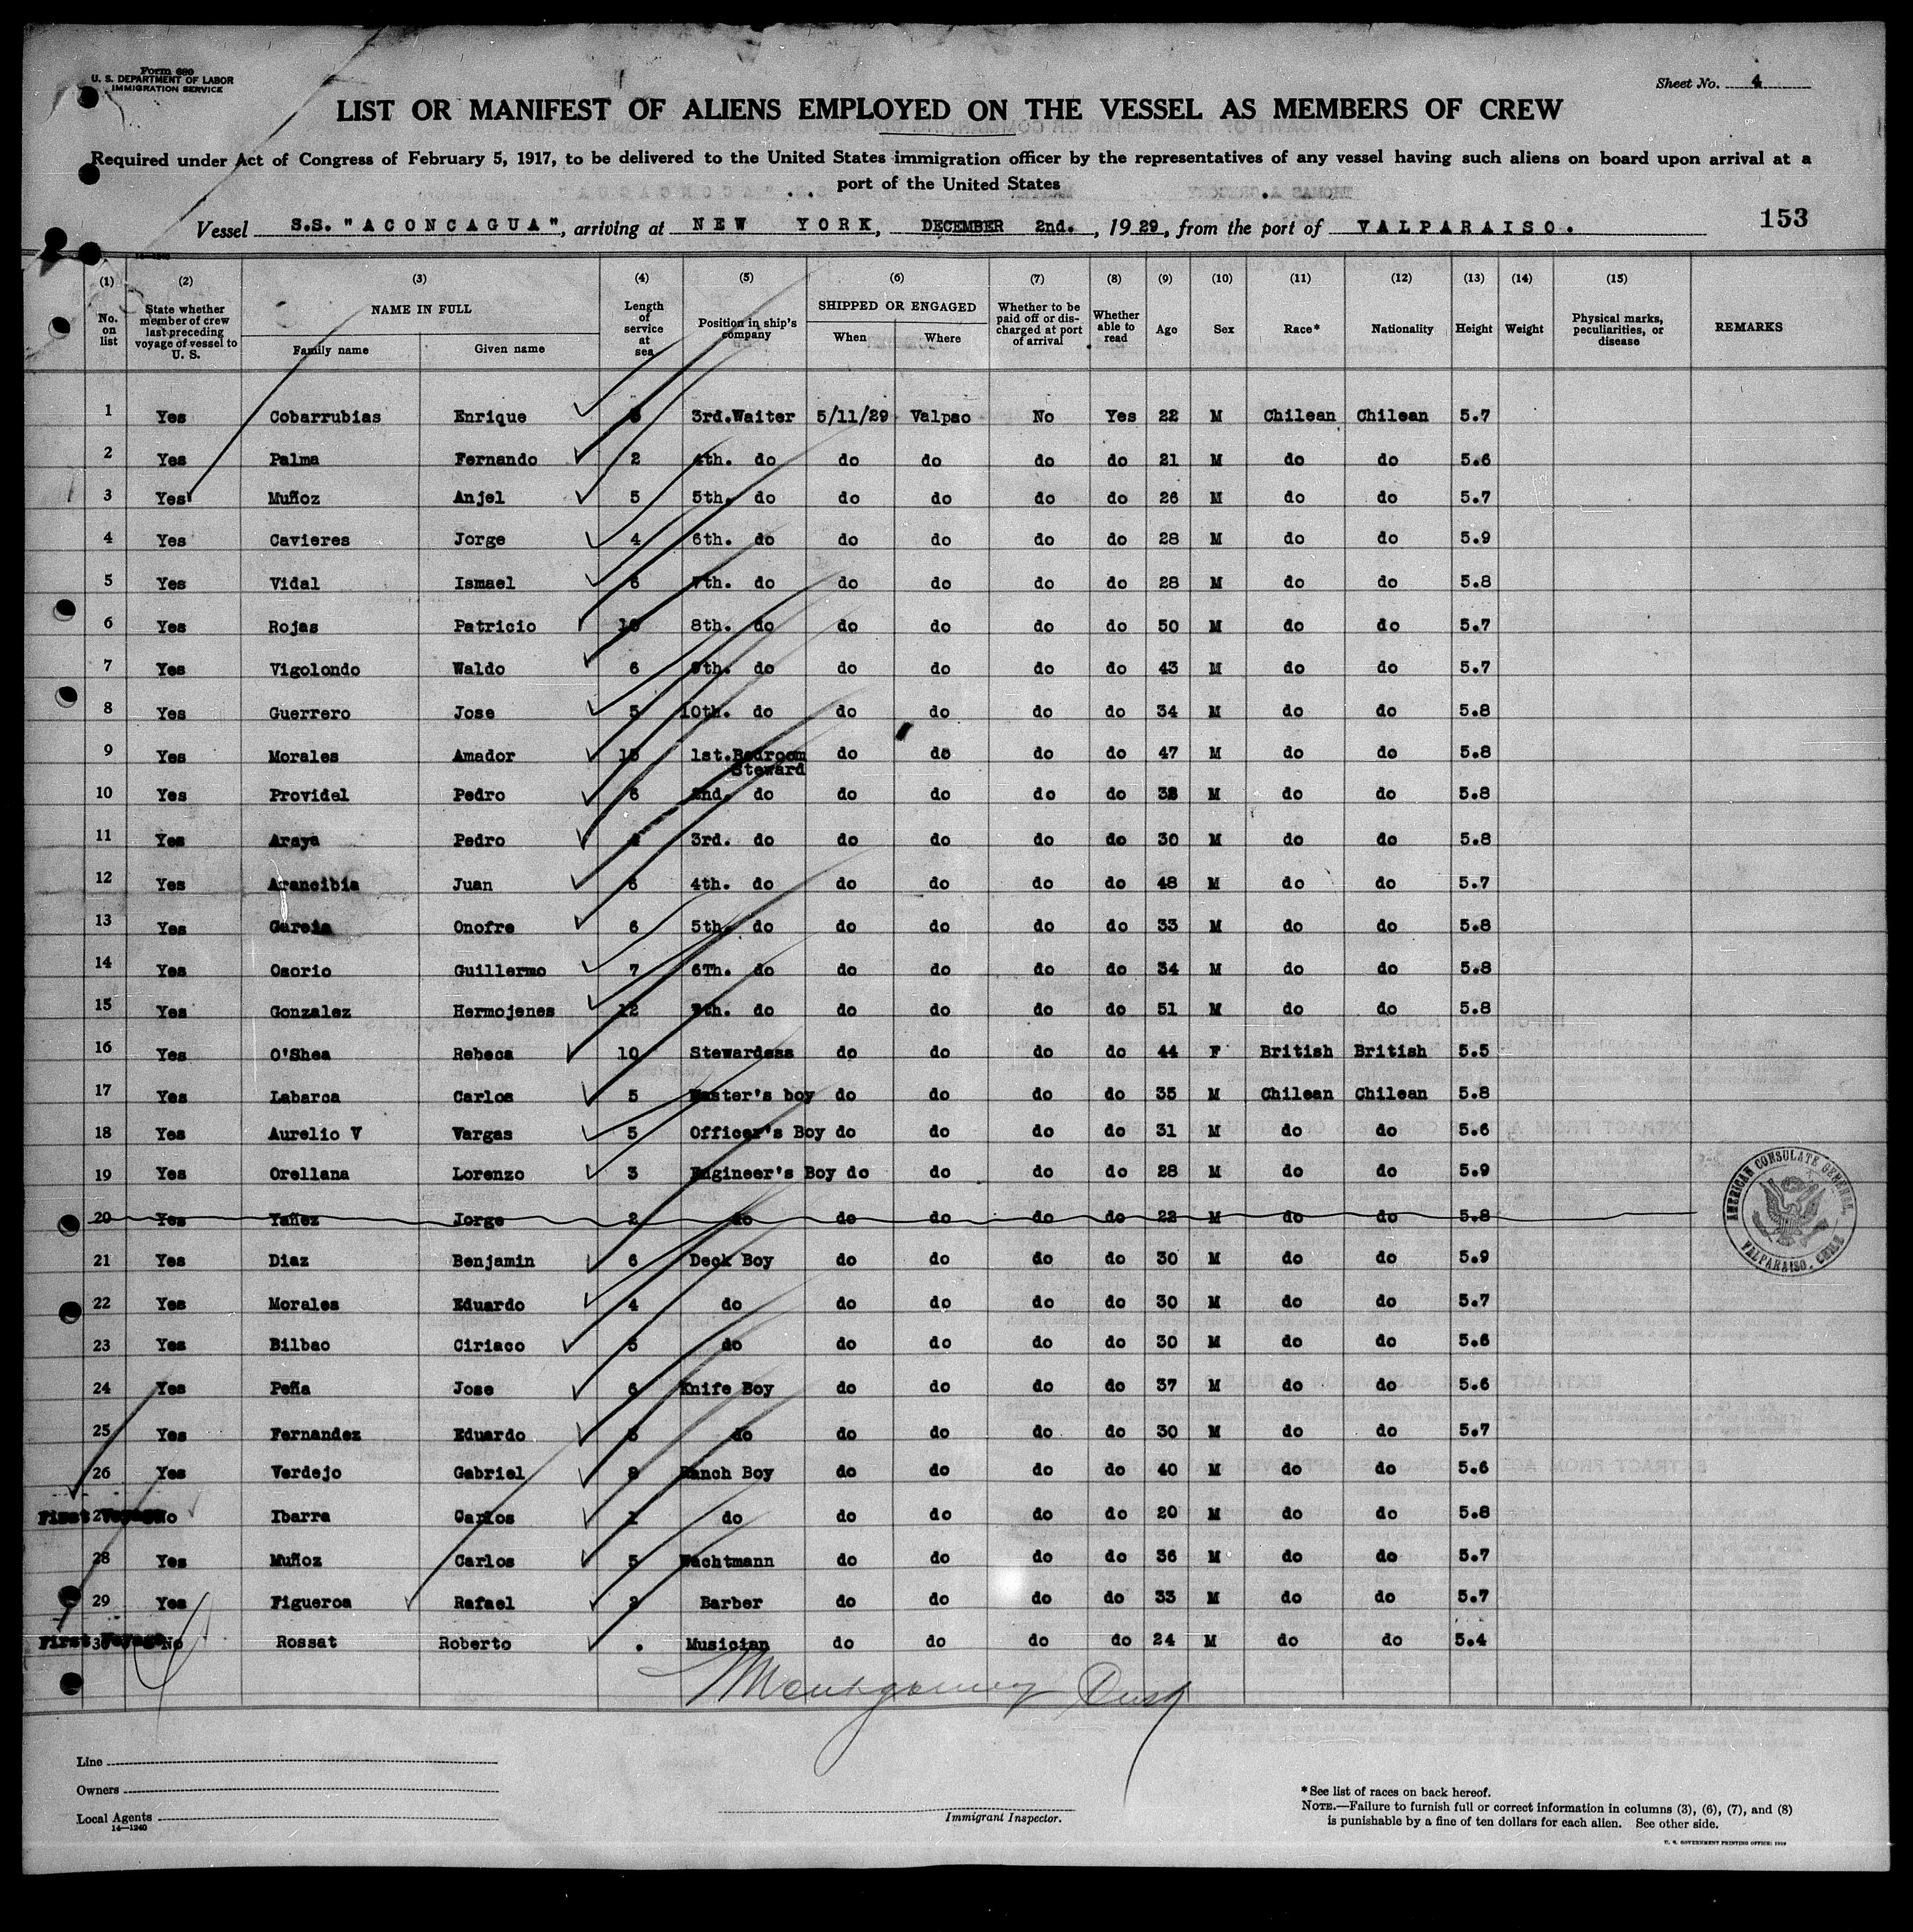 Form 680
U. S. DEPARTMENT OF LABOR
IMMIGRATION SERVICE
Sheet No. 4
LIST OR MANIFEST OF ALIENS EMPLOYED ON THE VESSEL AS MEMBERS OF CREW
Required under Act of Congress of February 5, 1917, to be delivered to the United States immigration officer by the representatives of any vessel having such aliens on board upon arrival at a
port of the United States
Vessel S.S. "ACONCAGUA", arriving at NEW YORK, DECEMBER 2nd., 1929, from the port of VALPARAISO. 153
(1) (2) (3) (4) (5) (6) (7) (8) (9) (10) (11) (12) (13) (14) (15)
No. on list State whether member of crew last preceding voyage of vessel to U. S. NAME IN FULL Family name Given name Length of service at sea Position in ship's company SHIPPED OR ENGAGED When Where Whether to be paid off or discharged at port of arrival Whether able to read Age Sex Race* Nationality Height Weight Physical marks, peculiarities, or disease REMARKS
1 Yes Cobarrubias Enrique 3rd.Waiter 5/11/29 Valpao No Yes 22 M Chilean Chilean 5.7
2 Yes Palma Fernando 2 4th. do do do do do 21 M do do 5.6
3 Yes Muñoz Anjel 5 5th. do do do do do 26 M do do 5.7
4 Yes Cavieres Jorge 4 6th. do do do do do 28 M do do 5.9
5 Yes Vidal Ismael 6 7th. do do do do do 28 M do do 5.8
6 Yes Rojas Patricio 8th. do do do do do 50 M do do 5.7
7 Yes Vigolondo Waldo 6 9th. do do do do do 43 M do do 5.7
8 Yes Guerrero Jose 5 10th. do do do do do 34 M do do 5.8
9 Yes Morales Amador 15 1st.Bedroom Steward do do do do 47 M do do 5.8
10 Yes Providel Pedro 6 2nd. do do do do do M do do 5.8
11 Yes Araya Pedro 3rd. do do do do do 30 M do do 5.8
12 Yes Arancibia Juan 6 4th. do do do do do 48 M do do 5.7
13 Yes Garcia Onofre 6 5th. do do do do do 33 M do do 5.8
14 Yes Osorio Guillermo 7 6Th. do do do do do 34 M do do 5.8
15 Yes Gonzalez Hermojenes 12 7th. do do do do do 51 M do do 5.8
16 Yes O'Shea Rebeca 10 Stewardess do do do do 44 F British British 5.5
17 Yes Labarca Carlos 5 Master's boy do do do do 35 M Chilean Chilean 5.8
18 Yes Aurelio V Vargas 5 Officer's Boy do do do do 31 M do do 5.6
19 Yes Orellana Lorenzo 3 Engineer's Boy do do do do 28 M do do 5.9
20 Yes Yañez Jorge 2 do do do do do 22 M do do 5.8
21 Yes Diaz Benjamin 6 Deck Boy do do do do 30 M do do 5.9
22 Yes Morales Eduardo 4 do do do do do 30 M do do 5.7
23 Yes Bilbao Ciriaco 5 do do do do do 30 M do do 5.6
24 Yes Peña Jose 6 Knife Boy do do do do 37 M do do 5.6
25 Yes Fernandez Eduardo do do do do do 30 M do do 5.7
26 Yes Verdejo Gabriel Ranch Boy do do do do 40 M do do 5.6
First Voyage No Ibarra Carlos 1 do do do do do 20 M do do 5.8
28 Yes Muñoz Carlos 5 Wachtmann do do do do 36 M do do 5.7
29 Yes Figueroa Rafael 2 Barber do do do do 33 M do do 5.7
First Voyage 30 No Rossat Roberto . Musician do do do do 24 M do do 5.4
AMERICAN CONSULATE GENERAL, VALPARAISO, CHILE
Line
Owners
Local Agents
14—1240
Immigrant Inspector.
*See list of races on back hereof.
NOTE.—Failure to furnish full or correct information in columns (3), (6), (7), and (8)
is punishable by a fine of ten dollars for each alien. See other side.